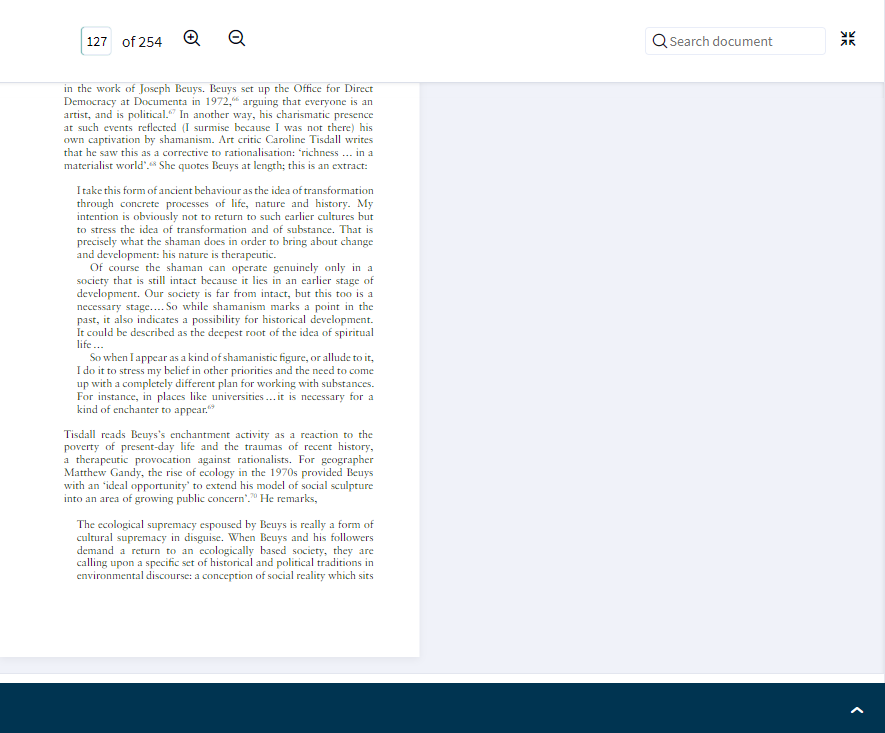 127 of 254
Search document
in the work of Joseph Beuys. Beuys set up the Office for Direct
Democracy at Documenta in 1972,⁶⁶ arguing that everyone is an
artist, and is political.⁶⁷ In another way, his charismatic presence
at such events reflected (I surmise because I was not there) his
own captivation by shamanism. Art critic Caroline Tisdall writes
that he saw this as a corrective to rationalisation: ‘richness ... in a
materialist world’.⁶⁸ She quotes Beuys at length; this is an extract:
I take this form of ancient behaviour as the idea of transformation
through concrete processes of life, nature and history. My
intention is obviously not to return to such earlier cultures but
to stress the idea of transformation and of substance. That is
precisely what the shaman does in order to bring about change
and development: his nature is therapeutic.
Of course the shaman can operate genuinely only in a
society that is still intact because it lies in an earlier stage of
development. Our society is far from intact, but this too is a
necessary stage.... So while shamanism marks a point in the
past, it also indicates a possibility for historical development.
It could be described as the deepest root of the idea of spiritual
life ...
So when I appear as a kind of shamanistic figure, or allude to it,
I do it to stress my belief in other priorities and the need to come
up with a completely different plan for working with substances.
For instance, in places like universities ... it is necessary for a
kind of enchanter to appear.⁶⁹
Tisdall reads Beuys’s enchantment activity as a reaction to the
poverty of present-day life and the traumas of recent history,
a therapeutic provocation against rationalists. For geographer
Matthew Gandy, the rise of ecology in the 1970s provided Beuys
with an ‘ideal opportunity’ to extend his model of social sculpture
into an area of growing public concern’.⁷⁰ He remarks,
The ecological supremacy espoused by Beuys is really a form of
cultural supremacy in disguise. When Beuys and his followers
demand a return to an ecologically based society, they are
calling upon a specific set of historical and political traditions in
environmental discourse: a conception of social reality which sits